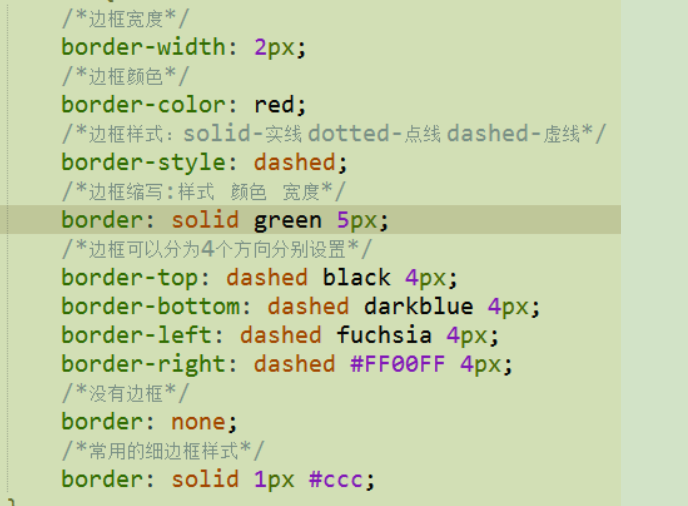 {
/*边框宽度*/
border-width: 2px;
/*边框颜色*/
border-color: red;
/*边框样式：solid-实线 dotted-点线 dashed-虚线*/
border-style: dashed;
/*边框缩写:样式 颜色 宽度*/
border: solid green 5px;
/*边框可以分为4个方向分别设置*/
border-top: dashed black 4px;
border-bottom: dashed darkblue 4px;
border-left: dashed fuchsia 4px;
border-right: dashed #FF00FF 4px;
/*没有边框*/
border: none;
/*常用的细边框样式*/
border: solid 1px #ccc;
}